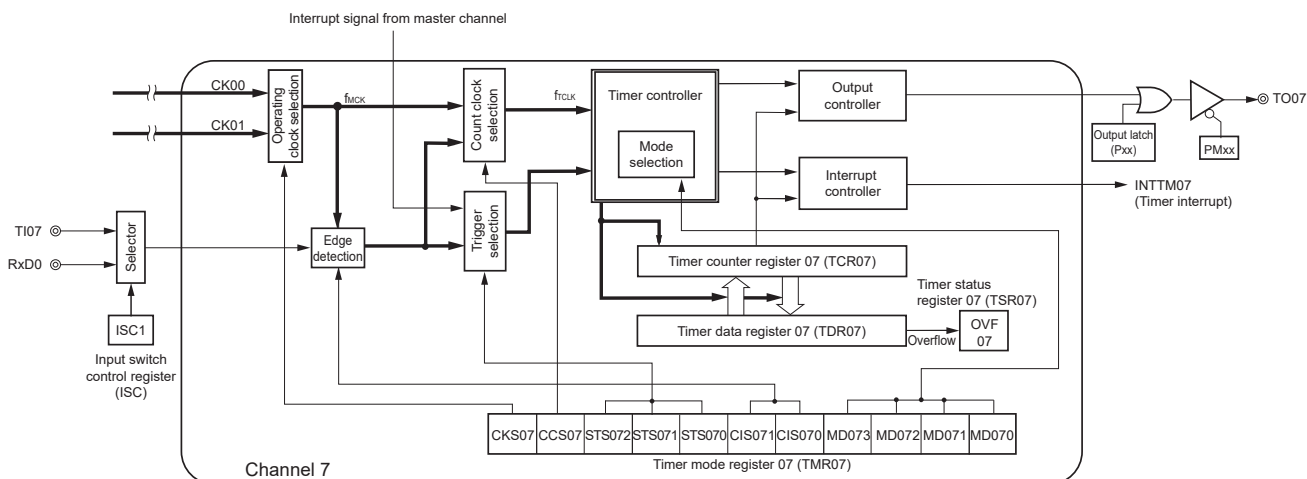 Interrupt signal from master channel
CK00
CK01
Operating
clock selection
fMCK
Count clock
selection
fTCLK
Timer controller
Mode
selection
Output
controller
Interrupt
controller
Output latch
(Pxx)
PMxx
TO07
INTTM07
(Timer interrupt)
TI07
RxD0
Selector
Edge
detection
Trigger
selection
ISC1
Input switch
control register
(ISC)
Timer counter register 07 (TCR07)
Timer status
register 07 (TSR07)
Timer data register 07 (TDR07)
Overflow
OVF
07
CKS07 CCS07 STS072 STS071 STS070 CIS071 CIS070 MD073 MD072 MD071 MD070
Timer mode register 07 (TMR07)
Channel 7